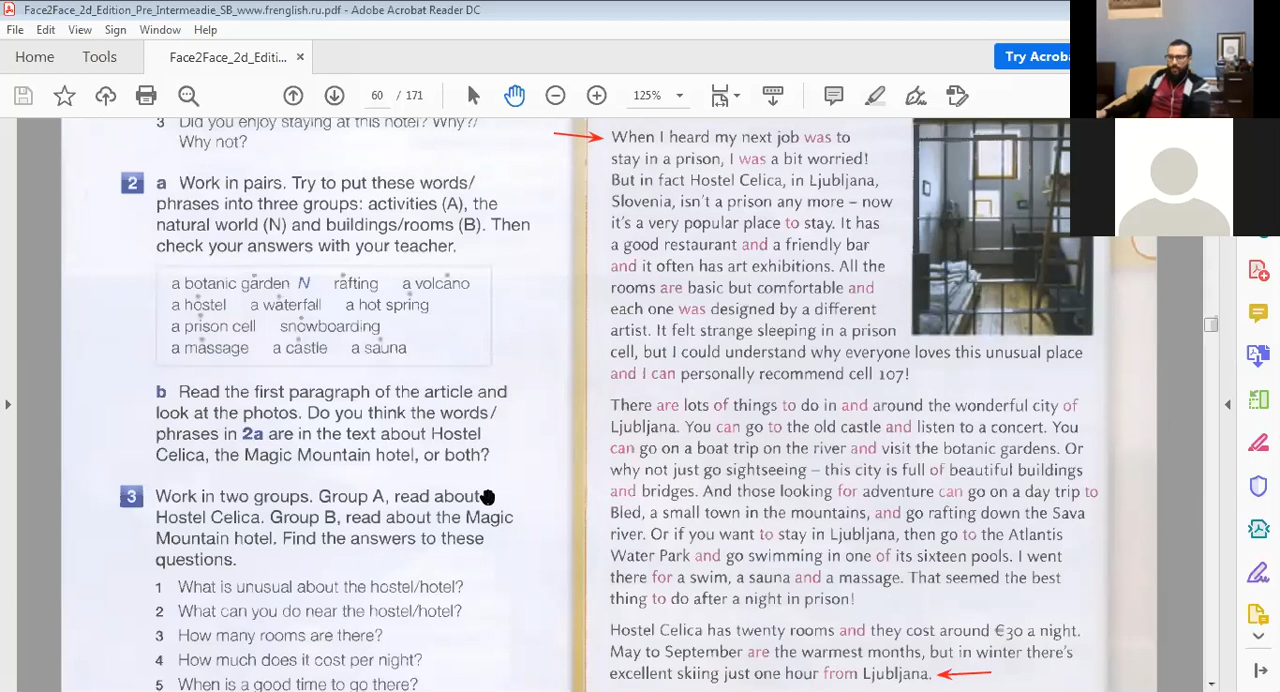 Face2Face_2d_Edition_Pre_Intermeadie_SB_www.frenglish.ru.pdf - Adobe Acrobat Reader DC
File Edit View Sign Window Help
Home Tools Face2Face_2d_Editi... × Try Acroba
60 / 171 125%
3 Did you enjoy staying at this hotel? Why?/
Why not?
2 a Work in pairs. Try to put these words/
phrases into three groups: activities (A), the
natural world (N) and buildings/rooms (B). Then
check your answers with your teacher.
a botanic garden N rafting a volcano
a hostel a waterfall a hot spring
a prison cell snowboarding
a massage a castle a sauna
b Read the first paragraph of the article and
look at the photos. Do you think the words/
phrases in 2a are in the text about Hostel
Celica, the Magic Mountain hotel, or both?
3 Work in two groups. Group A, read about
Hostel Celica. Group B, read about the Magic
Mountain hotel. Find the answers to these
questions.
1 What is unusual about the hostel/hotel?
2 What can you do near the hostel/hotel?
3 How many rooms are there?
4 How much does it cost per night?
5 When is a good time to go there?
When I heard my next job was to
stay in a prison, I was a bit worried!
But in fact Hostel Celica, in Ljubljana,
Slovenia, isn't a prison any more – now
it's a very popular place to stay. It has
a good restaurant and a friendly bar
and it often has art exhibitions. All the
rooms are basic but comfortable and
each one was designed by a different
artist. It felt strange sleeping in a prison
cell, but I could understand why everyone loves this unusual place
and I can personally recommend cell 107!
There are lots of things to do in and around the wonderful city of
Ljubljana. You can go to the old castle and listen to a concert. You
can go on a boat trip on the river and visit the botanic gardens. Or
why not just go sightseeing – this city is full of beautiful buildings
and bridges. And those looking for adventure can go on a day trip to
Bled, a small town in the mountains, and go rafting down the Sava
river. Or if you want to stay in Ljubljana, then go to the Atlantis
Water Park and go swimming in one of its sixteen pools. I went
there for a swim, a sauna and a massage. That seemed the best
thing to do after a night in prison!
Hostel Celica has twenty rooms and they cost around €30 a night.
May to September are the warmest months, but in winter there's
excellent skiing just one hour from Ljubljana.